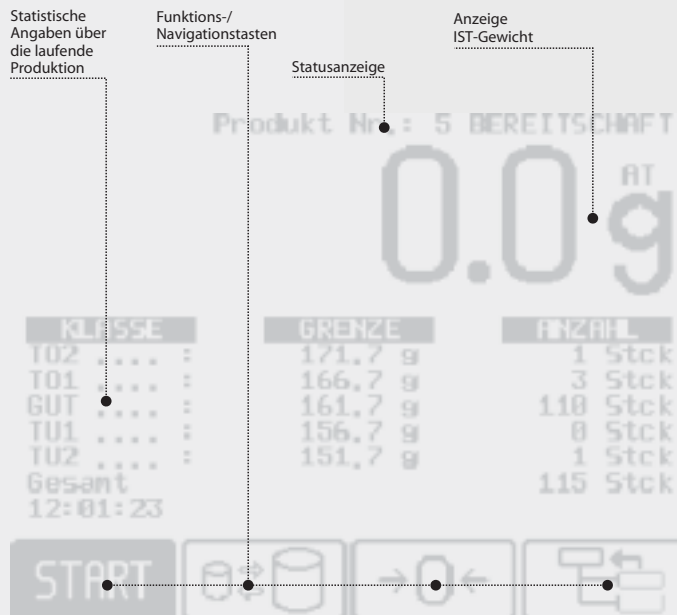 Statistische
Angaben über
die laufende
Produktion
Funktions-/
Navigationstasten
Statusanzeige
Anzeige
IST-Gewicht
Produkt Nr.: 5 BEREITSCHAFT
AT
0.0g
KLASSE GRENZE ANZAHL
TO2 .... : 171.7 g 1 Stck
TO1 .... : 166.7 g 3 Stck
GUT .... : 161.7 g 110 Stck
TU1 .... : 156.7 g 0 Stck
TU2 .... : 151.7 g 1 Stck
Gesamt 115 Stck
12:01:23
START →0←